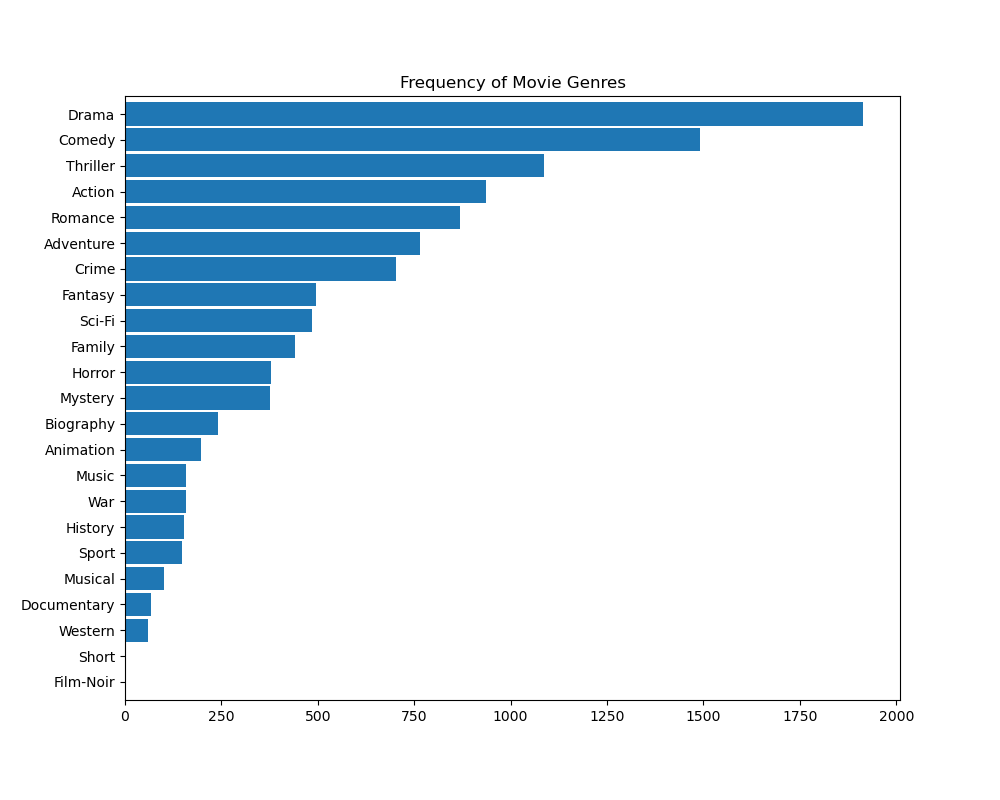 Frequency of Movie Genres
Drama
Comedy
Thriller
Action
Romance
Adventure
Crime
Fantasy
Sci-Fi
Family
Horror
Mystery
Biography
Animation
Music
War
History
Sport
Musical
Documentary
Western
Short
Film-Noir
0 250 500 750 1000 1250 1500 1750 2000